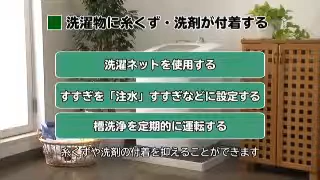 洗濯物に糸くず・洗剤が付着する
洗濯ネットを使用する
すすぎを「注水」すすぎなどに設定する
槽洗浄を定期的に運転する
糸くずや洗剤の付着を抑えることができます